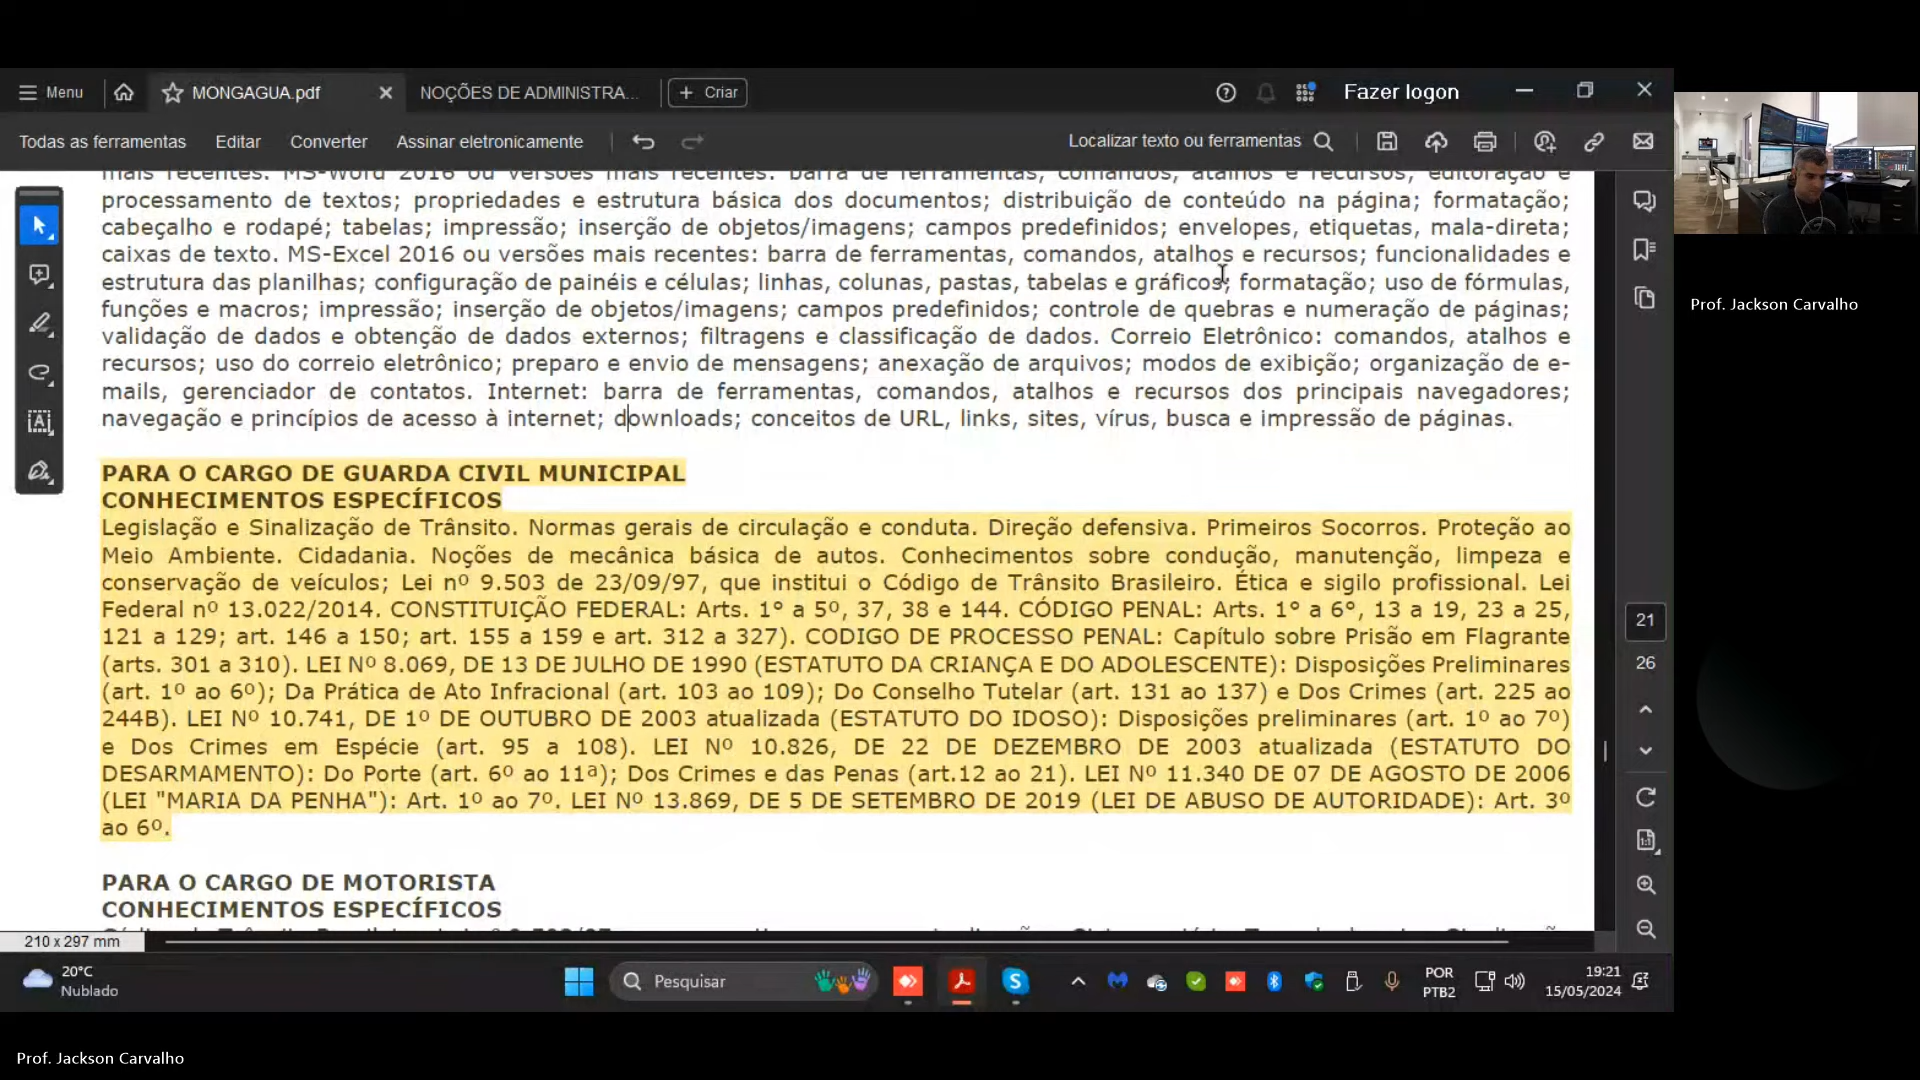 Menu
MONGAGUA.pdf
NOÇÕES DE ADMINISTRA...
Criar
Fazer logon
Todas as ferramentas
Editar
Converter
Assinar eletronicamente
Localizar texto ou ferramentas
mais recentes. MS-Word 2016 ou versões mais recentes: barra de ferramentas, comandos, atalhos e recursos; editoração e
processamento de textos; propriedades e estrutura básica dos documentos; distribuição de conteúdo na página; formatação;
cabeçalho e rodapé; tabelas; impressão; inserção de objetos/imagens; campos predefinidos; envelopes, etiquetas, mala-direta;
caixas de texto. MS-Excel 2016 ou versões mais recentes: barra de ferramentas, comandos, atalhos e recursos; funcionalidades e
estrutura das planilhas; configuração de painéis e células; linhas, colunas, pastas, tabelas e gráficos; formatação; uso de fórmulas,
funções e macros; impressão; inserção de objetos/imagens; campos predefinidos; controle de quebras e numeração de páginas;
validação de dados e obtenção de dados externos; filtragens e classificação de dados. Correio Eletrônico: comandos, atalhos e
recursos; uso do correio eletrônico; preparo e envio de mensagens; anexação de arquivos; modos de exibição; organização de e-
mails, gerenciador de contatos. Internet: barra de ferramentas, comandos, atalhos e recursos dos principais navegadores;
navegação e princípios de acesso à internet; downloads; conceitos de URL, links, sites, vírus, busca e impressão de páginas.
PARA O CARGO DE GUARDA CIVIL MUNICIPAL
CONHECIMENTOS ESPECÍFICOS
Legislação e Sinalização de Trânsito. Normas gerais de circulação e conduta. Direção defensiva. Primeiros Socorros. Proteção ao
Meio Ambiente. Cidadania. Noções de mecânica básica de autos. Conhecimentos sobre condução, manutenção, limpeza e
conservação de veículos; Lei nº 9.503 de 23/09/97, que institui o Código de Trânsito Brasileiro. Ética e sigilo profissional. Lei
Federal nº 13.022/2014. CONSTITUIÇÃO FEDERAL: Arts. 1° a 5º, 37, 38 e 144. CÓDIGO PENAL: Arts. 1° a 6°, 13 a 19, 23 a 25,
121 a 129; art. 146 a 150; art. 155 a 159 e art. 312 a 327). CODIGO DE PROCESSO PENAL: Capítulo sobre Prisão em Flagrante
(arts. 301 a 310). LEI Nº 8.069, DE 13 DE JULHO DE 1990 (ESTATUTO DA CRIANÇA E DO ADOLESCENTE): Disposições Preliminares
(art. 1º ao 6º); Da Prática de Ato Infracional (art. 103 ao 109); Do Conselho Tutelar (art. 131 ao 137) e Dos Crimes (art. 225 ao
244B). LEI Nº 10.741, DE 1º DE OUTUBRO DE 2003 atualizada (ESTATUTO DO IDOSO): Disposições preliminares (art. 1º ao 7º)
e Dos Crimes em Espécie (art. 95 a 108). LEI Nº 10.826, DE 22 DE DEZEMBRO DE 2003 atualizada (ESTATUTO DO
DESARMAMENTO): Do Porte (art. 6º ao 11ª); Dos Crimes e das Penas (art.12 ao 21). LEI Nº 11.340 DE 07 DE AGOSTO DE 2006
(LEI "MARIA DA PENHA"): Art. 1º ao 7º. LEI Nº 13.869, DE 5 DE SETEMBRO DE 2019 (LEI DE ABUSO DE AUTORIDADE): Art. 3º
ao 6º.
PARA O CARGO DE MOTORISTA
CONHECIMENTOS ESPECÍFICOS
21
26
1:1
210 x 297 mm
20°C
Nublado
Pesquisar
POR
PTB2
19:21
15/05/2024
Prof. Jackson Carvalho
Prof. Jackson Carvalho